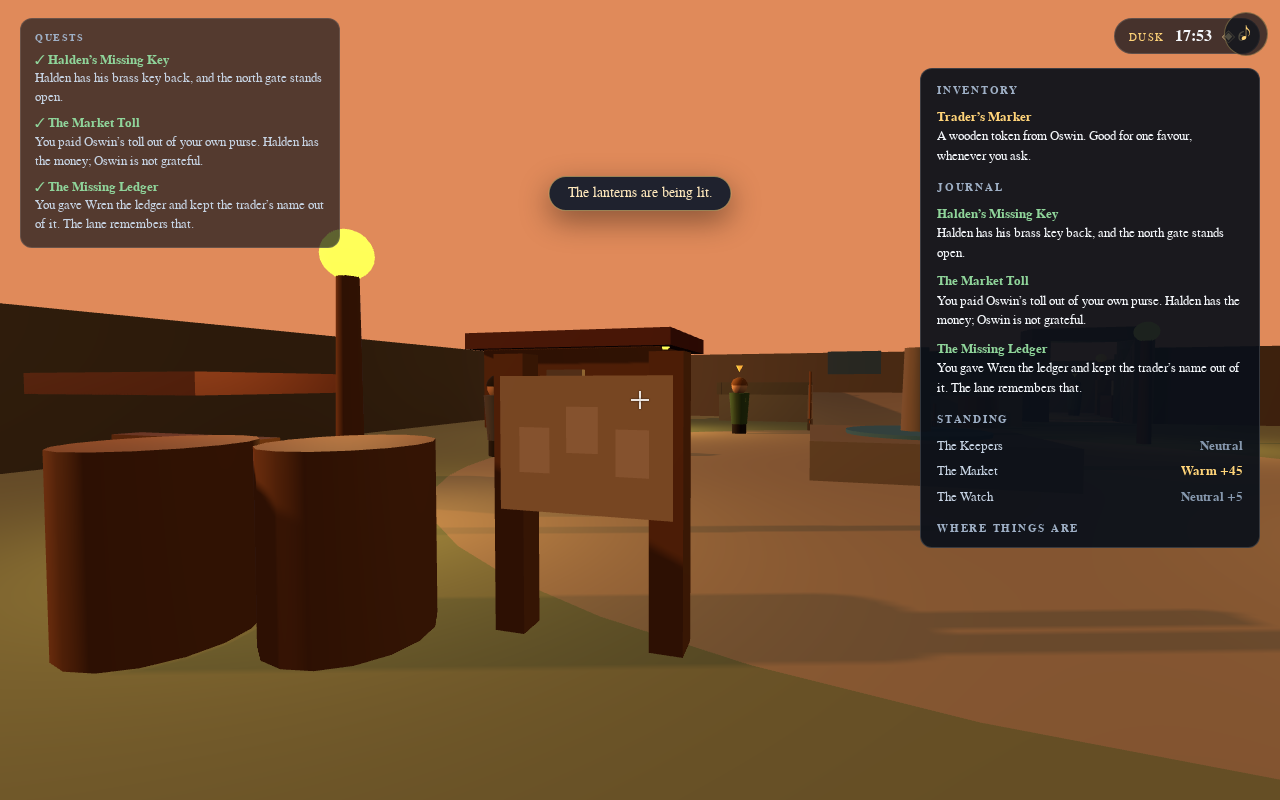 QUESTS
✓ Halden's Missing Key
Halden has his brass key back, and the north gate stands
open.
✓ The Market Toll
You paid Oswin's toll out of your own purse. Halden has
the money; Oswin is not grateful.
✓ The Missing Ledger
You gave Wren the ledger and kept the trader's name out
of it. The lane remembers that.
The lanterns are being lit.
DUSK 17:53
INVENTORY
Trader's Marker
A wooden token from Oswin. Good for one favour,
whenever you ask.
JOURNAL
Halden's Missing Key
Halden has his brass key back, and the north gate stands
open.
The Market Toll
You paid Oswin's toll out of your own purse. Halden has the
money; Oswin is not grateful.
The Missing Ledger
You gave Wren the ledger and kept the trader's name out of
it. The lane remembers that.
STANDING
The Keepers Neutral
The Market Warm +45
The Watch Neutral +5
WHERE THINGS ARE